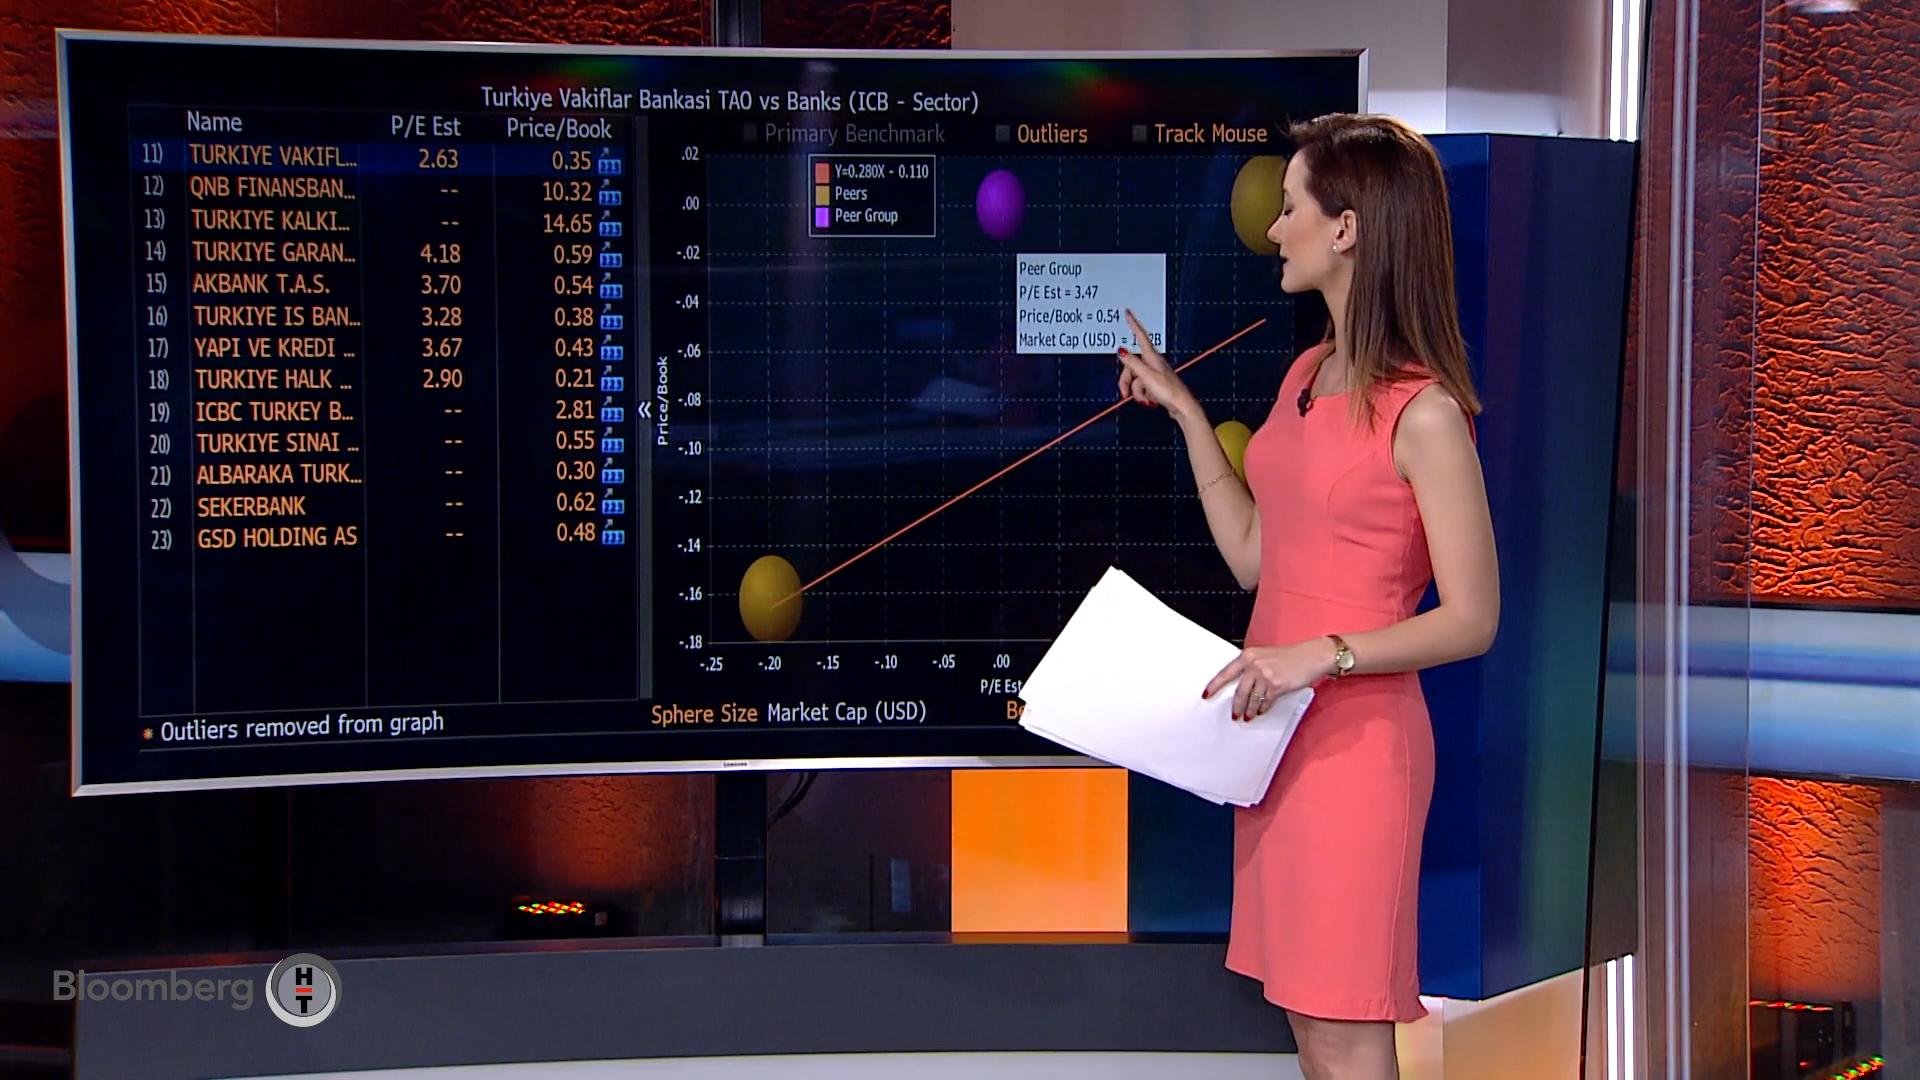 Turkiye Vakiflar Bankasi TAO vs Banks (ICB - Sector)
Name P/E Est Price/Book
11) TURKIYE VAKIFL... 2.63 0.35
12) QNB FINANSBAN... -- 10.32
13) TURKIYE KALKI... -- 14.65
14) TURKIYE GARAN... 4.18 0.59
15) AKBANK T.A.S. 3.70 0.54
16) TURKIYE IS BAN... 3.28 0.38
17) YAPI VE KREDI ... 3.67 0.43
18) TURKIYE HALK ... 2.90 0.21
19) ICBC TURKEY B... -- 2.81
20) TURKIYE SINAI ... -- 0.55
21) ALBARAKA TURK... -- 0.30
22) SEKERBANK -- 0.62
23) GSD HOLDING AS -- 0.48
* Outliers removed from graph
Primary Benchmark Outliers Track Mouse
Y=0.280X - 0.110
Peers
Peer Group
Peer Group
P/E Est = 3.47
Price/Book = 0.54
Market Cap (USD) =
.02
.00
-.02
-.04
-.06
-.08
-.10
-.12
-.14
-.16
-.18
Price/Book
«
-.25 -.20 -.15 -.10 -.05 .00
P/E Est
Sphere Size Market Cap (USD)
SAMSUNG
Bloomberg HT